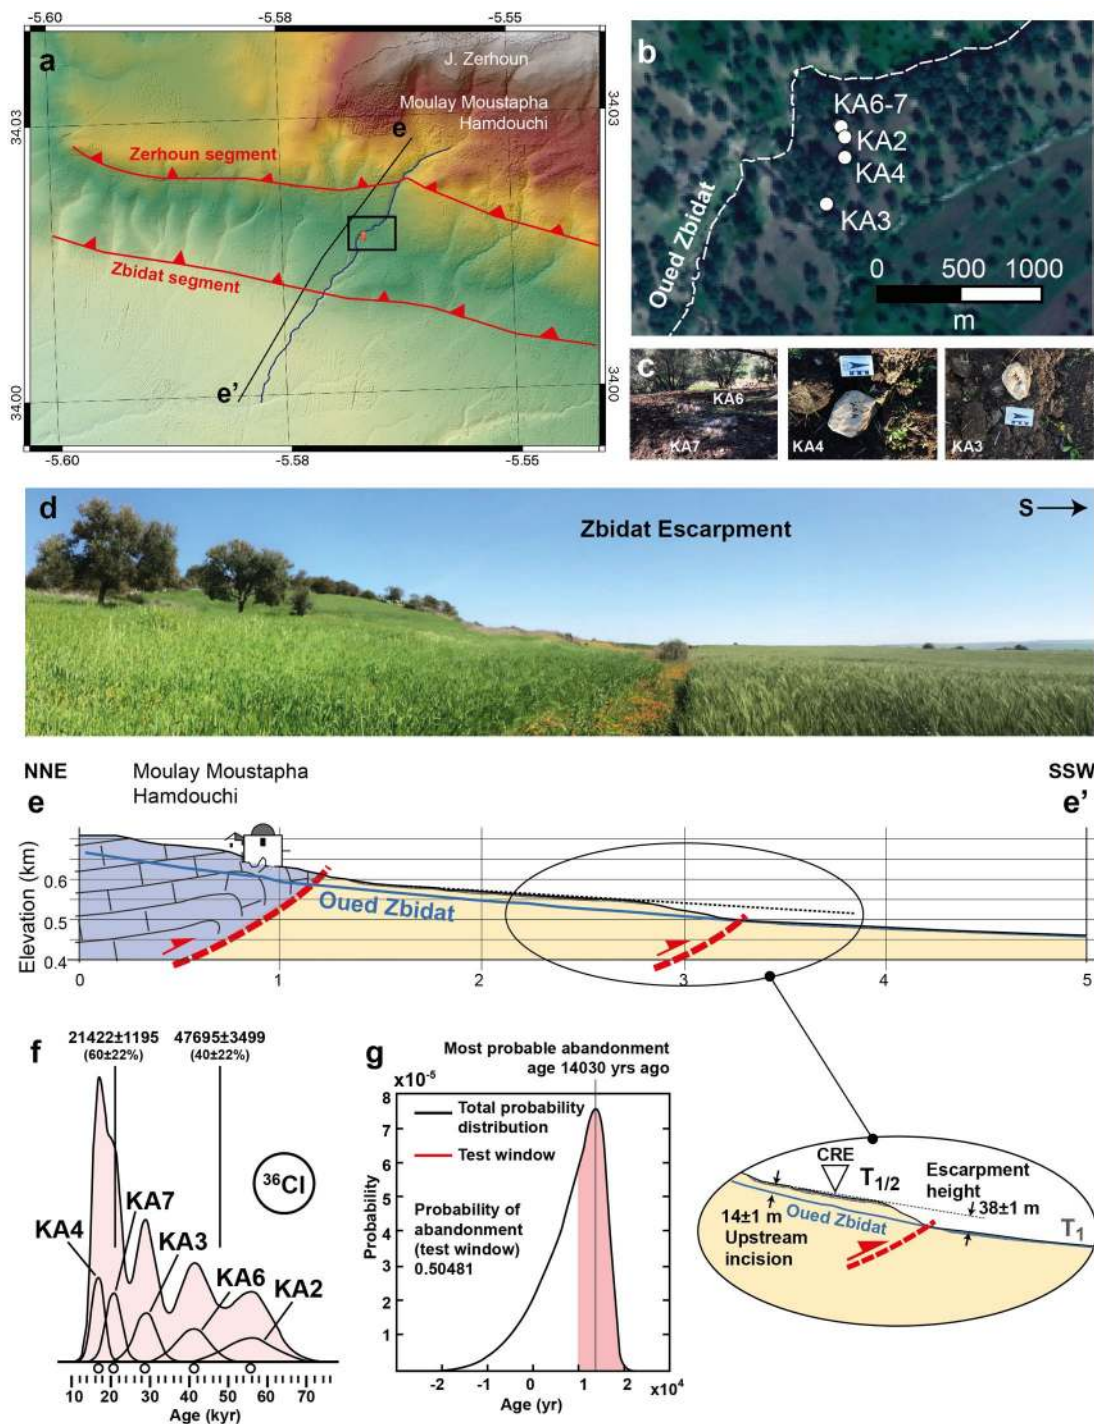 -5.60
-5.58
-5.55
a
J. Zerhoun
Moulay Moustapha
Hamdouchi
34.03
34.03
e
Zerhoun segment
Zbidat segment
e'
34.00
34.00
-5.60
-5.58
-5.55
b
KA6-7
KA2
KA4
KA3
Oued Zbidat
0 500 1000
m
c
KA6
KA7
KA4
KA3
d
Zbidat Escarpment
S
NNE
Moulay Moustapha
Hamdouchi
SSW
e
e'
Elevation (km)
0.6
0.5
0.4
Oued Zbidat
0 1 2 3 4 5
f
21422±1195
(60±22%)
47695±3499
(40±22%)
36Cl
KA4
KA7
KA3
KA6
KA2
10 20 30 40 50 60 70
Age (kyr)
g
Most probable abandonment
age 14030 yrs ago
x10-5
8
7
6
5
4
3
2
1
Probability
Total probability
distribution
Test window
Probability of
abandonment
(test window)
0.50481
-2 -1 0 1 2 x104
Age (yr)
CRE
T1/2
Escarpment
height
38±1 m
14±1 m
Upstream
incision
Oued Zbidat
T1